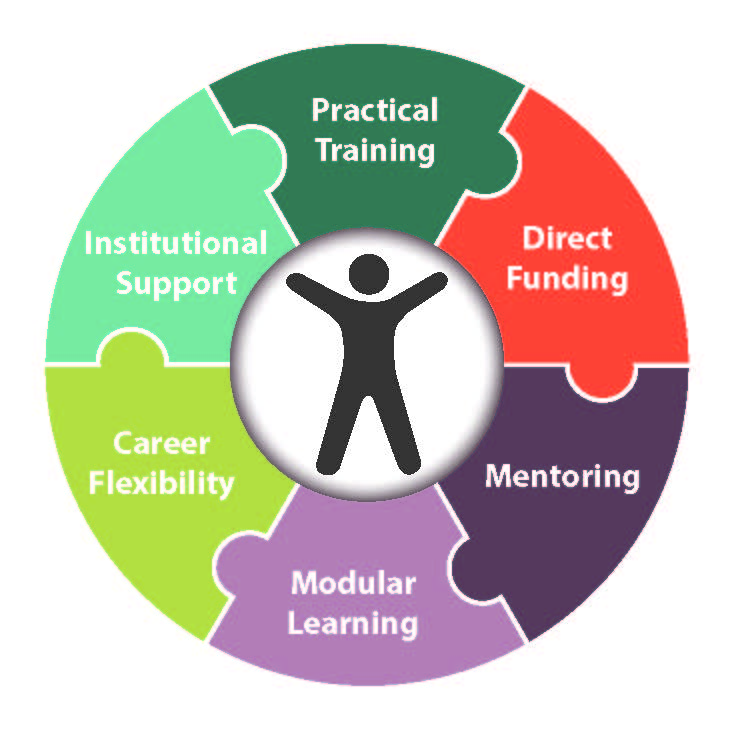 Practical
Training
Direct
Funding
Mentoring
Modular
Learning
Career
Flexibility
Institutional
Support